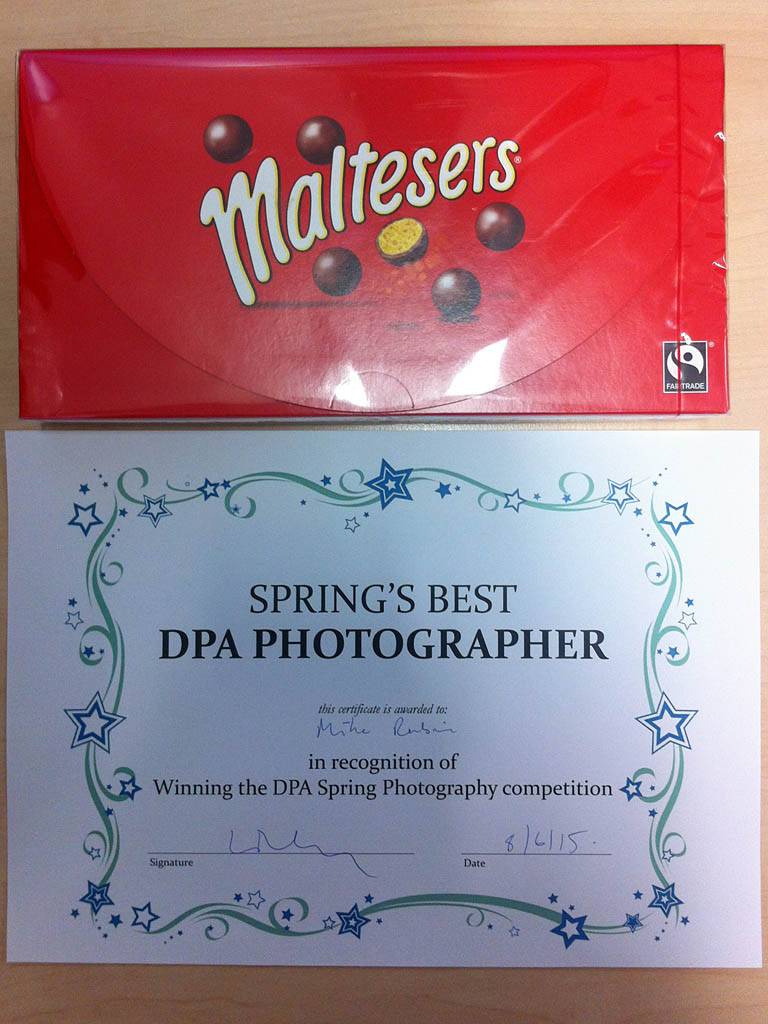 Maltesers®
FAIRTRADE
®
SPRING'S BEST
DPA PHOTOGRAPHER
this certificate is awarded to:
Mike
in recognition of
Winning the DPA Spring Photography competition
8/6/15.
Signature
Date